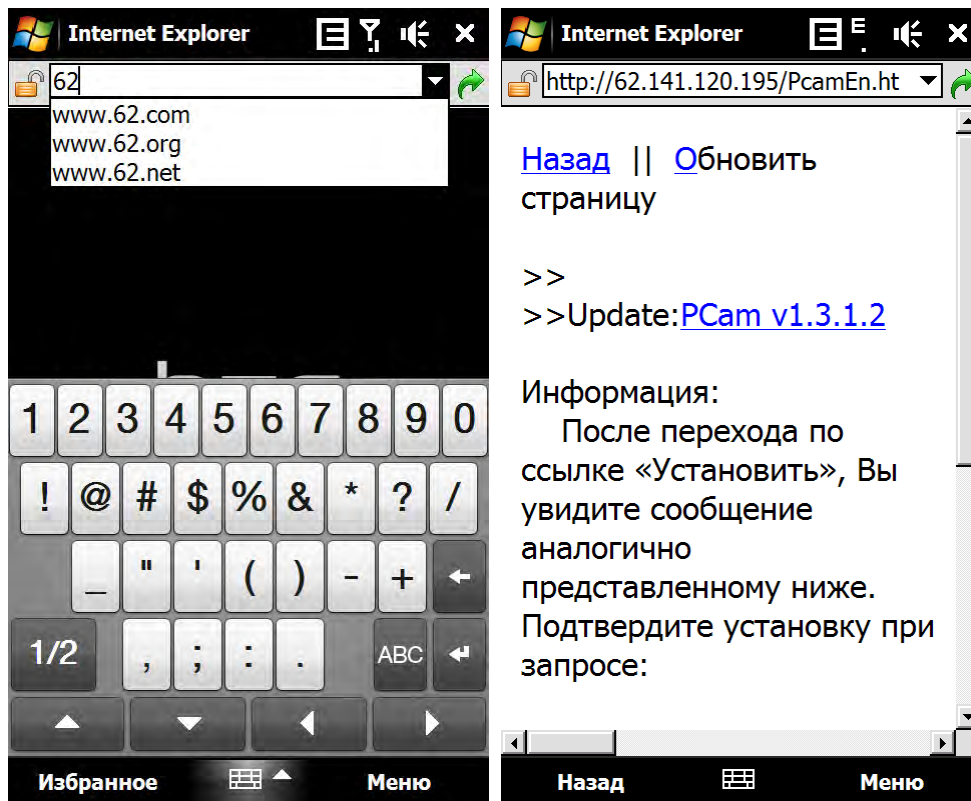 Internet Explorer
62
www.62.com
www.62.org
www.62.net
1 2 3 4 5 6 7 8 9 0
! @ # $ % & * ? /
_ " ' ( ) - +
1/2 , ; : . ABC
Избранное Меню
Internet Explorer
http://62.141.120.195/PcamEn.ht
Назад || Обновить
страницу
>>
>>Update:PCam v1.3.1.2
Информация:
После перехода по
ссылке «Установить», Вы
увидите сообщение
аналогично
представленному ниже.
Подтвердите установку при
запросе:
Назад Меню